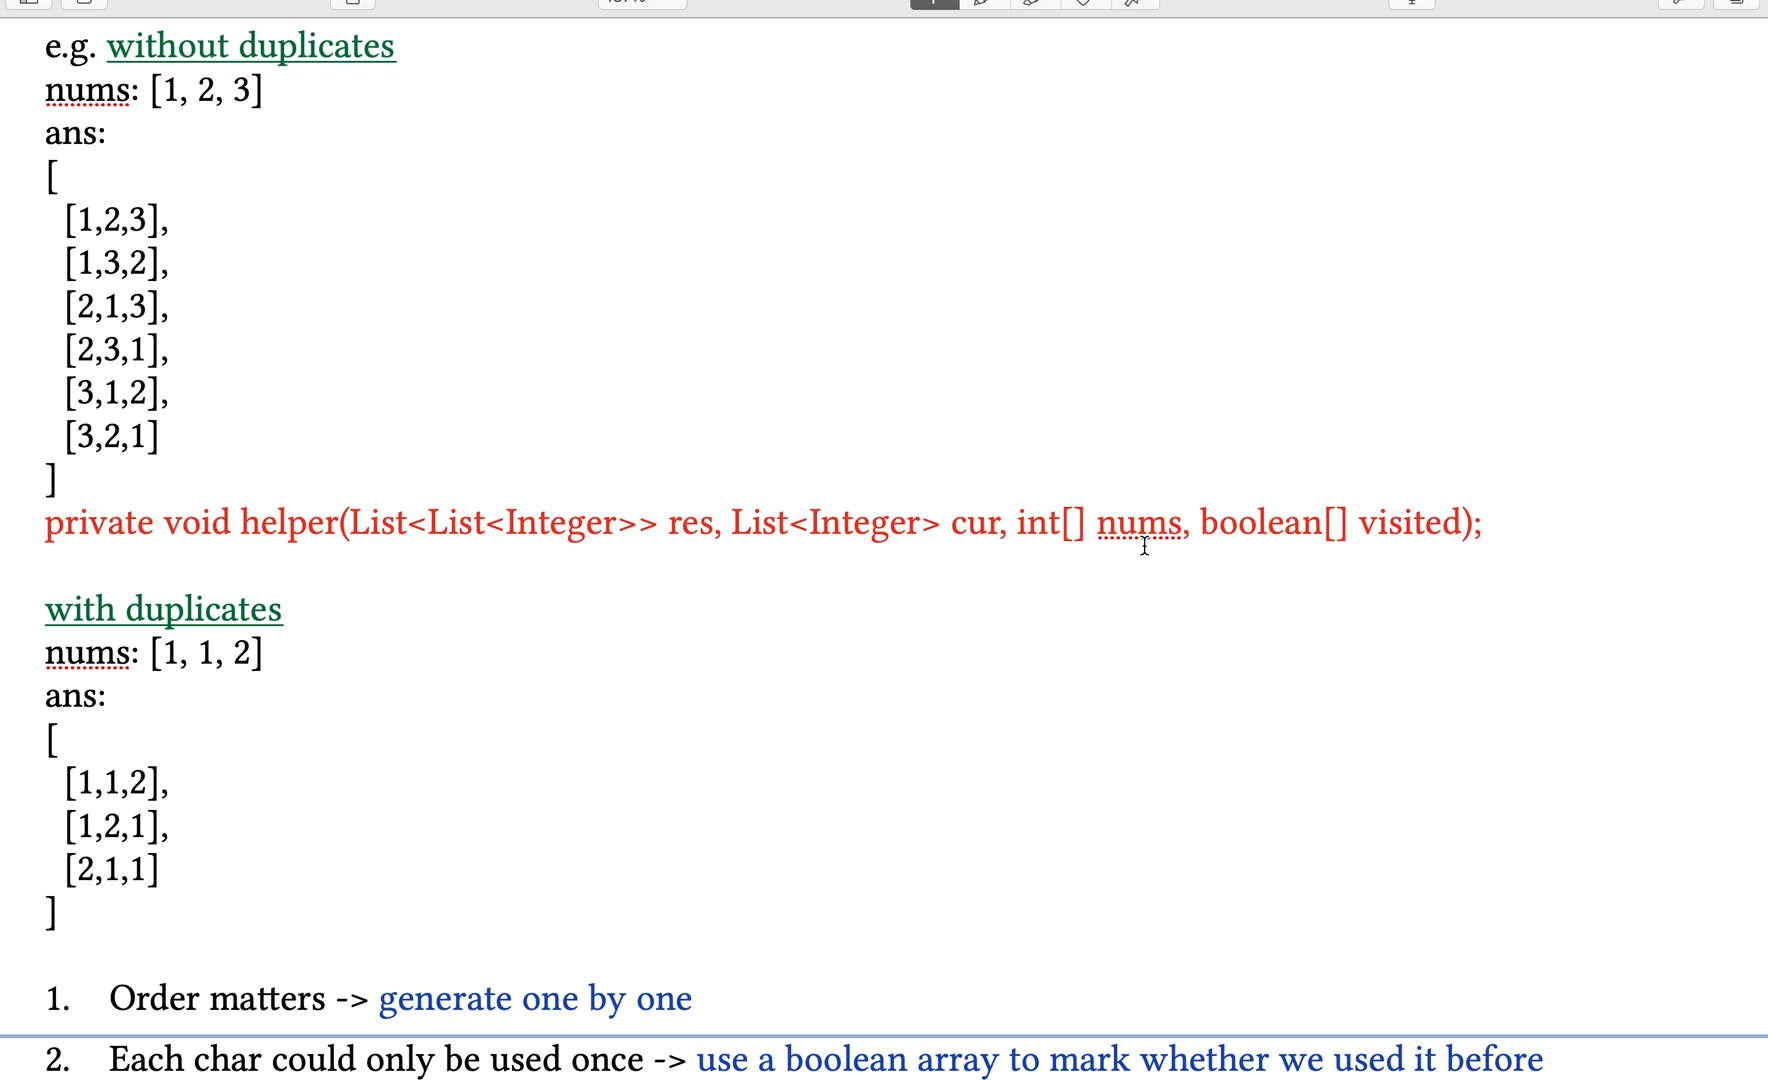 e.g. without duplicates
nums: [1, 2, 3]
ans:
[
[1,2,3],
[1,3,2],
[2,1,3],
[2,3,1],
[3,1,2],
[3,2,1]
]
private void helper(List<List<Integer>> res, List<Integer> cur, int[] nums, boolean[] visited);
with duplicates
nums: [1, 1, 2]
ans:
[
[1,1,2],
[1,2,1],
[2,1,1]
]
1. Order matters -> generate one by one
2. Each char could only be used once -> use a boolean array to mark whether we used it before